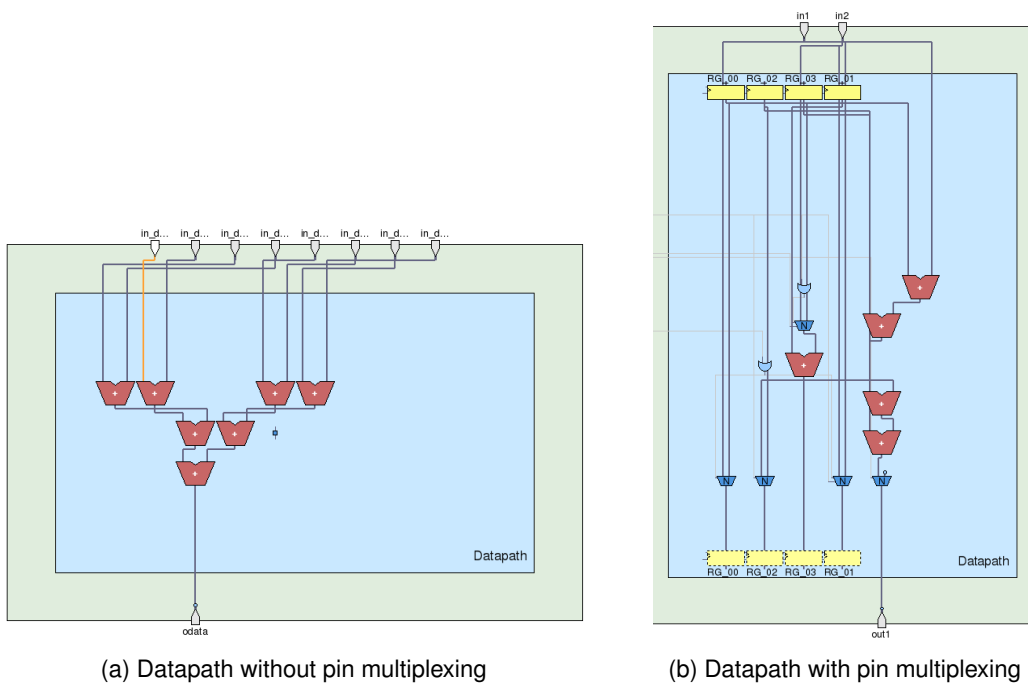 in1 in2
RG_00 RG_02 RG_03 RG_01
in_d... in_d... in_d... in_d... in_d... in_d... in_d... in_d...
+
+
N
+
+ + + +
+
+ +
+
+
N N N N
Datapath
Datapath
RG_00 RG_02 RG_03 RG_01
odata
out1
(a) Datapath without pin multiplexing
(b) Datapath with pin multiplexing